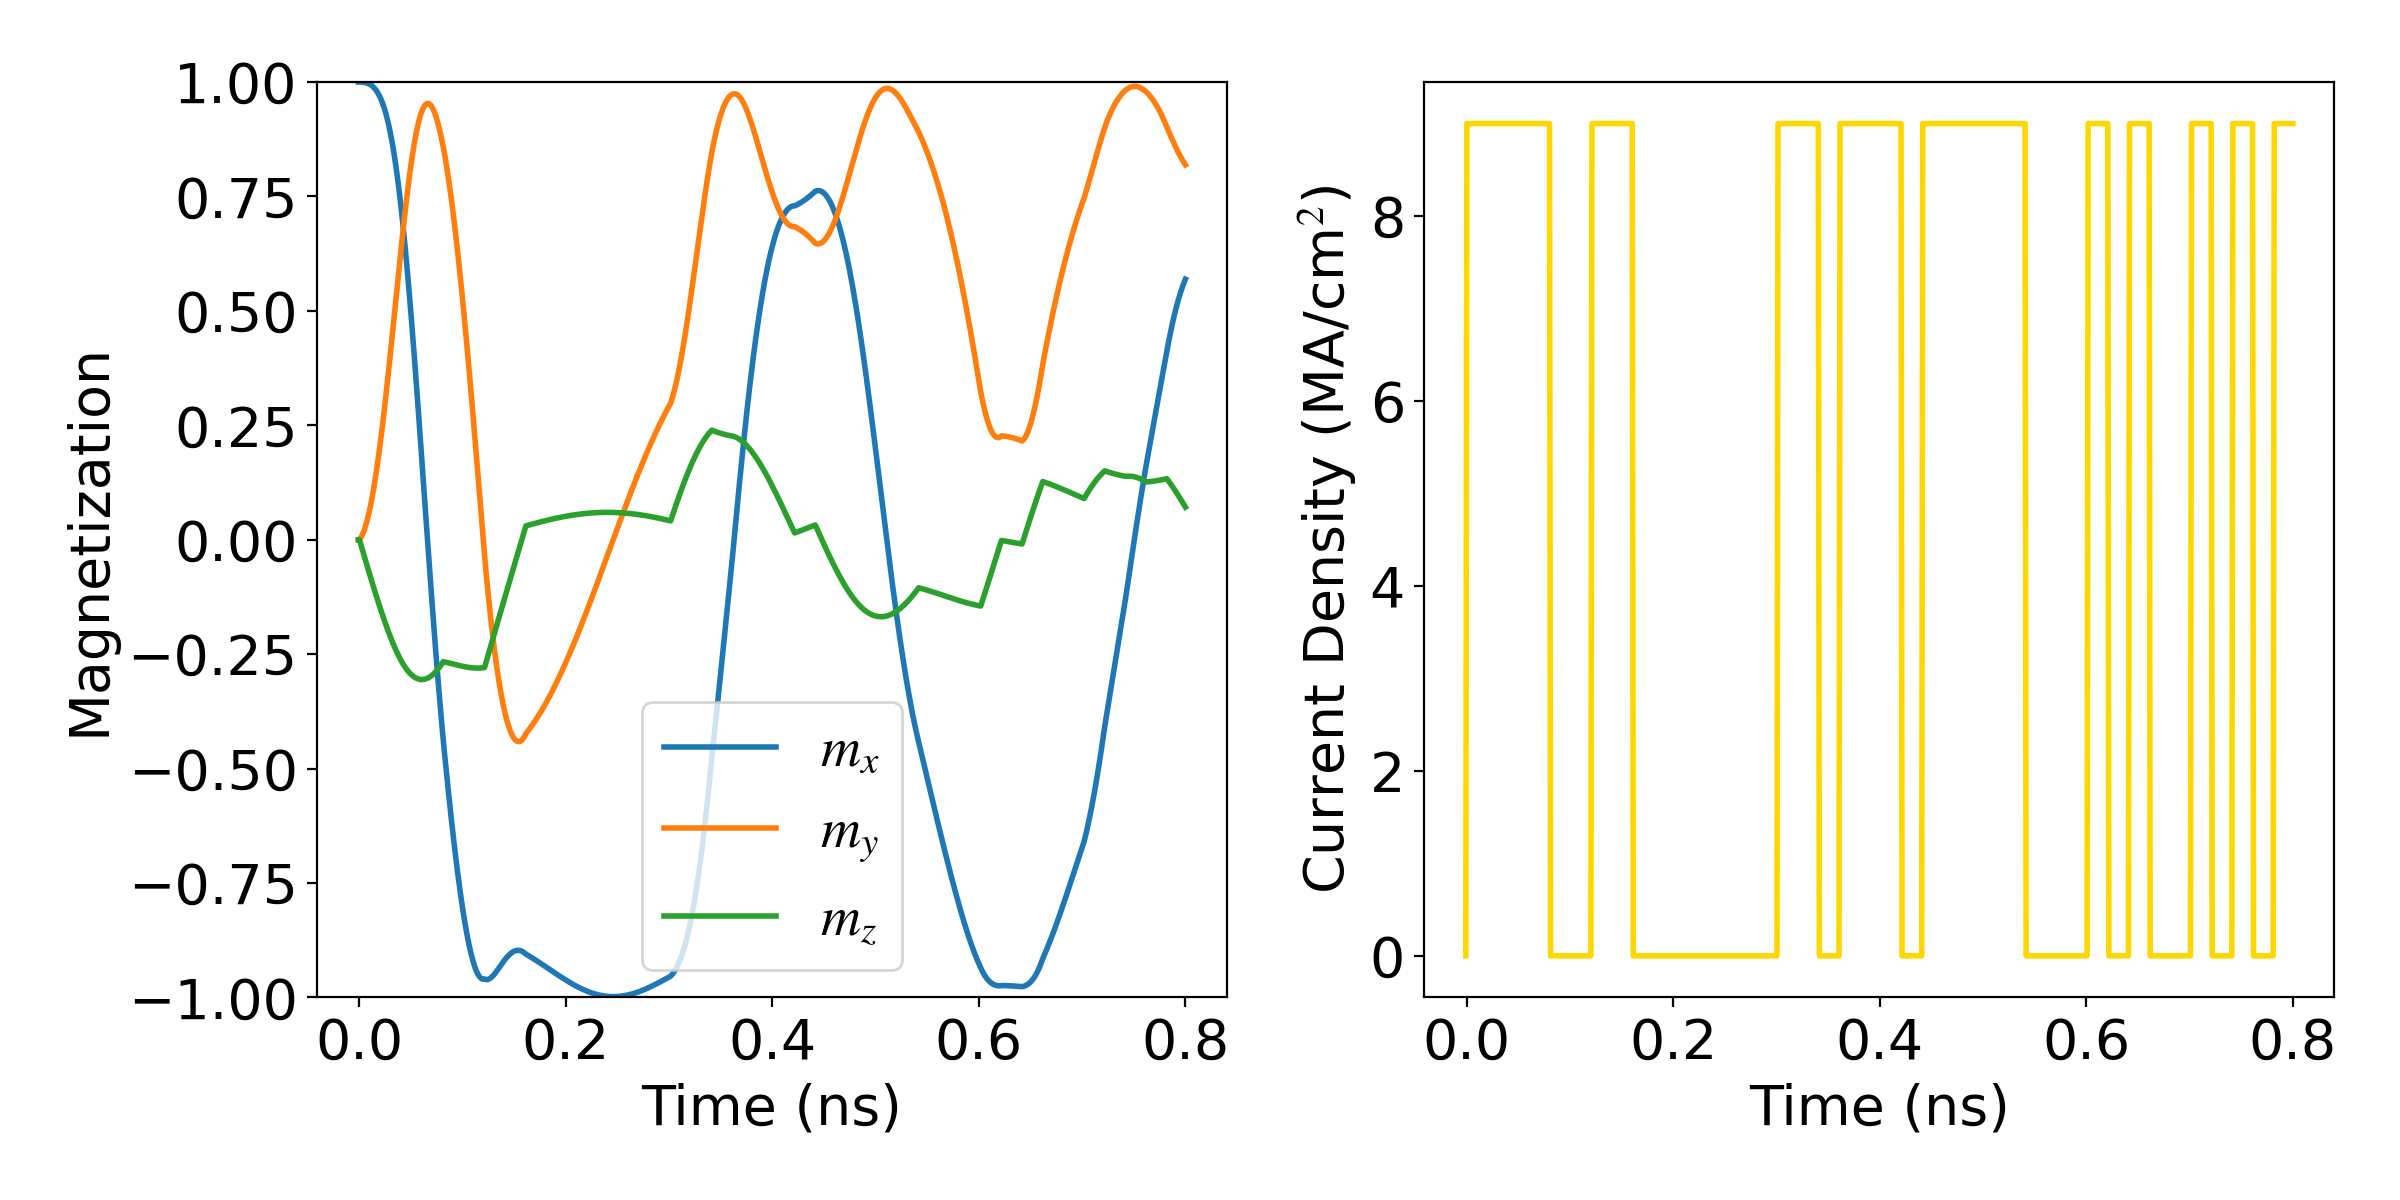 Magnetization
1.00
0.75
0.50
0.25
0.00
−0.25
−0.50
−0.75
−1.00
0.0 0.2 0.4 0.6 0.8
Time (ns)
m_x
m_y
m_z
Current Density (MA/cm²)
8
6
4
2
0
0.0 0.2 0.4 0.6 0.8
Time (ns)